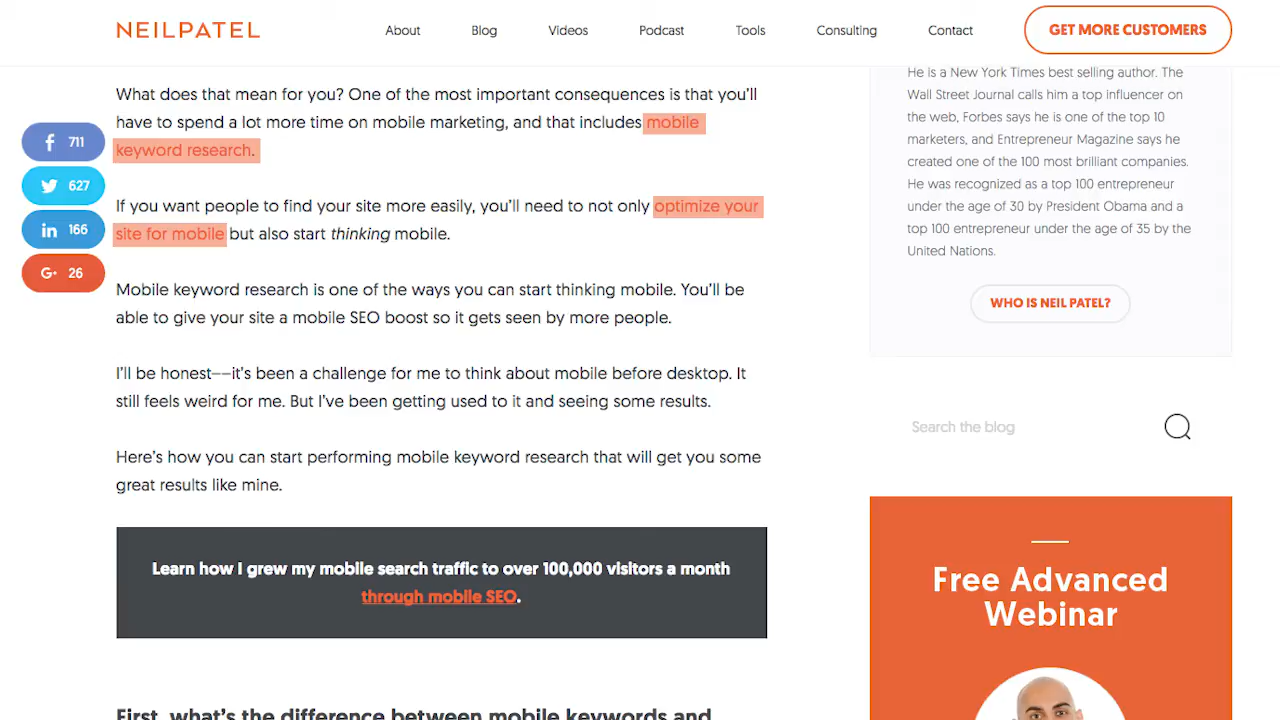 NEILPATEL
About
Blog
Videos
Podcast
Tools
Consulting
Contact
GET MORE CUSTOMERS
711
627
166
26
What does that mean for you? One of the most important consequences is that you'll
have to spend a lot more time on mobile marketing, and that includes mobile
keyword research.
If you want people to find your site more easily, you'll need to not only optimize your
site for mobile but also start thinking mobile.
Mobile keyword research is one of the ways you can start thinking mobile. You'll be
able to give your site a mobile SEO boost so it gets seen by more people.
I'll be honest––it's been a challenge for me to think about mobile before desktop. It
still feels weird for me. But I've been getting used to it and seeing some results.
Here's how you can start performing mobile keyword research that will get you some
great results like mine.
Learn how I grew my mobile search traffic to over 100,000 visitors a month
through mobile SEO.
First, what's the difference between mobile keywords and
He is a New York Times best selling author. The
Wall Street Journal calls him a top influencer on
the web, Forbes says he is one of the top 10
marketers, and Entrepreneur Magazine says he
created one of the 100 most brilliant companies.
He was recognized as a top 100 entrepreneur
under the age of 30 by President Obama and a
top 100 entrepreneur under the age of 35 by the
United Nations.
WHO IS NEIL PATEL?
Search the blog
Free Advanced
Webinar